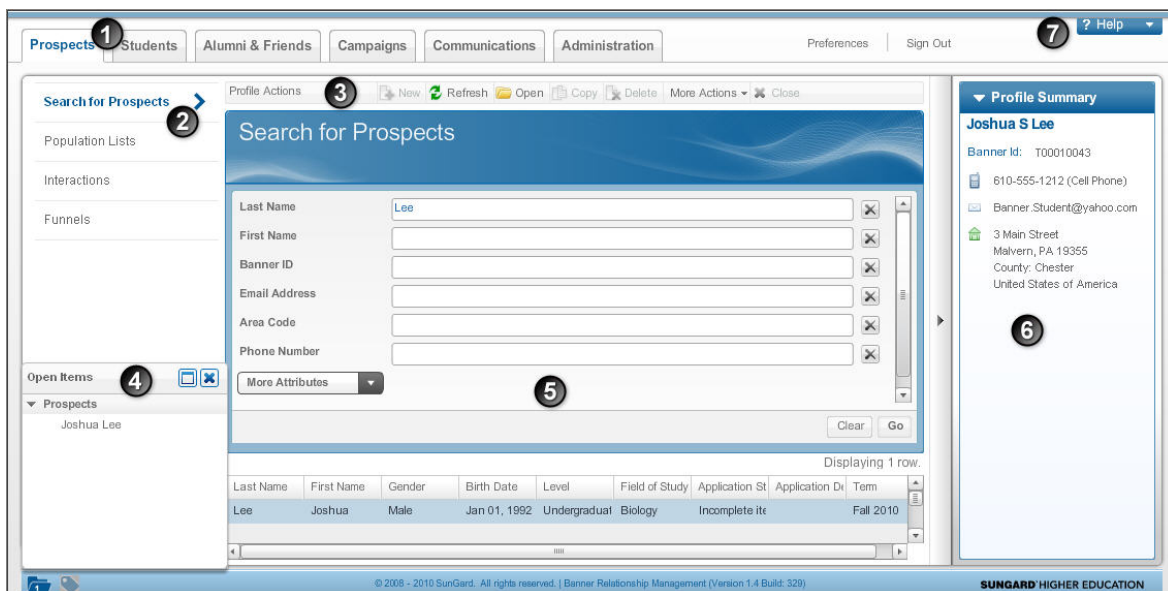 1
7
? Help
Prospects
Students
Alumni & Friends
Campaigns
Communications
Administration
Preferences
Sign Out
Search for Prospects
2
Population Lists
Interactions
Funnels
Profile Actions
3
New
Refresh
Open
Copy
Delete
More Actions
Close
Search for Prospects
Last Name
Lee
First Name
Banner ID
Email Address
Area Code
Phone Number
More Attributes
5
Clear
Go
Open Items
4
Prospects
Joshua Lee
Displaying 1 row.
Last Name First Name Gender Birth Date Level Field of Study Application St Application De Term
Lee Joshua Male Jan 01, 1992 Undergraduat Biology Incomplete ite Fall 2010
Profile Summary
Joshua S Lee
Banner Id: T00010043
610-555-1212 (Cell Phone)
Banner.Student@yahoo.com
3 Main Street
Malvern, PA 19355
County: Chester
United States of America
6
1
© 2008 - 2010 SunGard. All rights reserved. | Banner Relationship Management (Version 1.4 Build: 329)
SUNGARD HIGHER EDUCATION